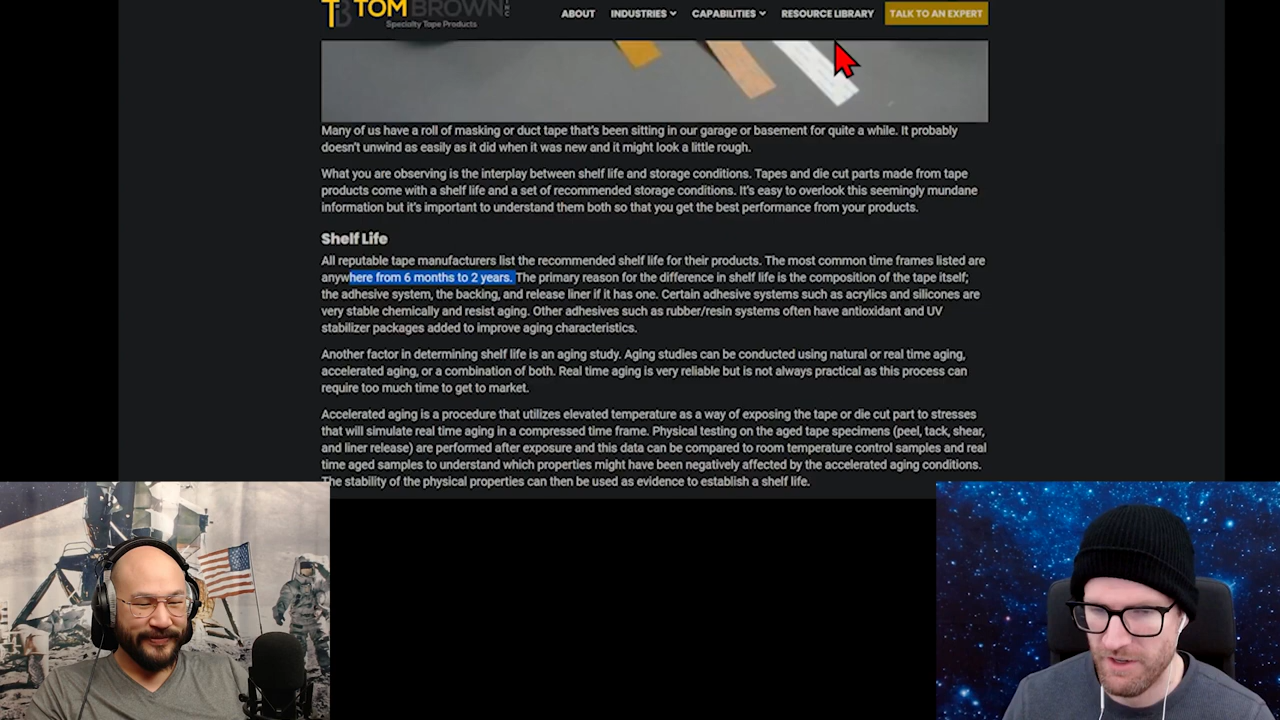 TB TOM BROWN INC
Specialty Tape Products
ABOUT INDUSTRIES CAPABILITIES RESOURCE LIBRARY TALK TO AN EXPERT
Many of us have a roll of masking or duct tape that's been sitting in our garage or basement for quite a while. It probably
doesn't unwind as easily as it did when it was new and it might look a little rough.
What you are observing is the interplay between shelf life and storage conditions. Tapes and die cut parts made from tape
products come with a shelf life and a set of recommended storage conditions. It's easy to overlook this seemingly mundane
information but it's important to understand them both so that you get the best performance from your products.
Shelf Life
All reputable tape manufacturers list the recommended shelf life for their products. The most common time frames listed are
anywhere from 6 months to 2 years. The primary reason for the difference in shelf life is the composition of the tape itself;
the adhesive system, the backing, and release liner if it has one. Certain adhesive systems such as acrylics and silicones are
very stable chemically and resist aging. Other adhesives such as rubber/resin systems often have antioxidant and UV
stabilizer packages added to improve aging characteristics.
Another factor in determining shelf life is an aging study. Aging studies can be conducted using natural or real time aging,
accelerated aging, or a combination of both. Real time aging is very reliable but is not always practical as this process can
require too much time to get to market.
Accelerated aging is a procedure that utilizes elevated temperature as a way of exposing the tape or die cut part to stresses
that will simulate real time aging in a compressed time frame. Physical testing on the aged tape specimens (peel, tack, shear,
and liner release) are performed after exposure and this data can be compared to room temperature control samples and real
time aged samples to understand which properties might have been negatively affected by the accelerated aging conditions.
The stability of the physical properties can then be used as evidence to establish a shelf life.